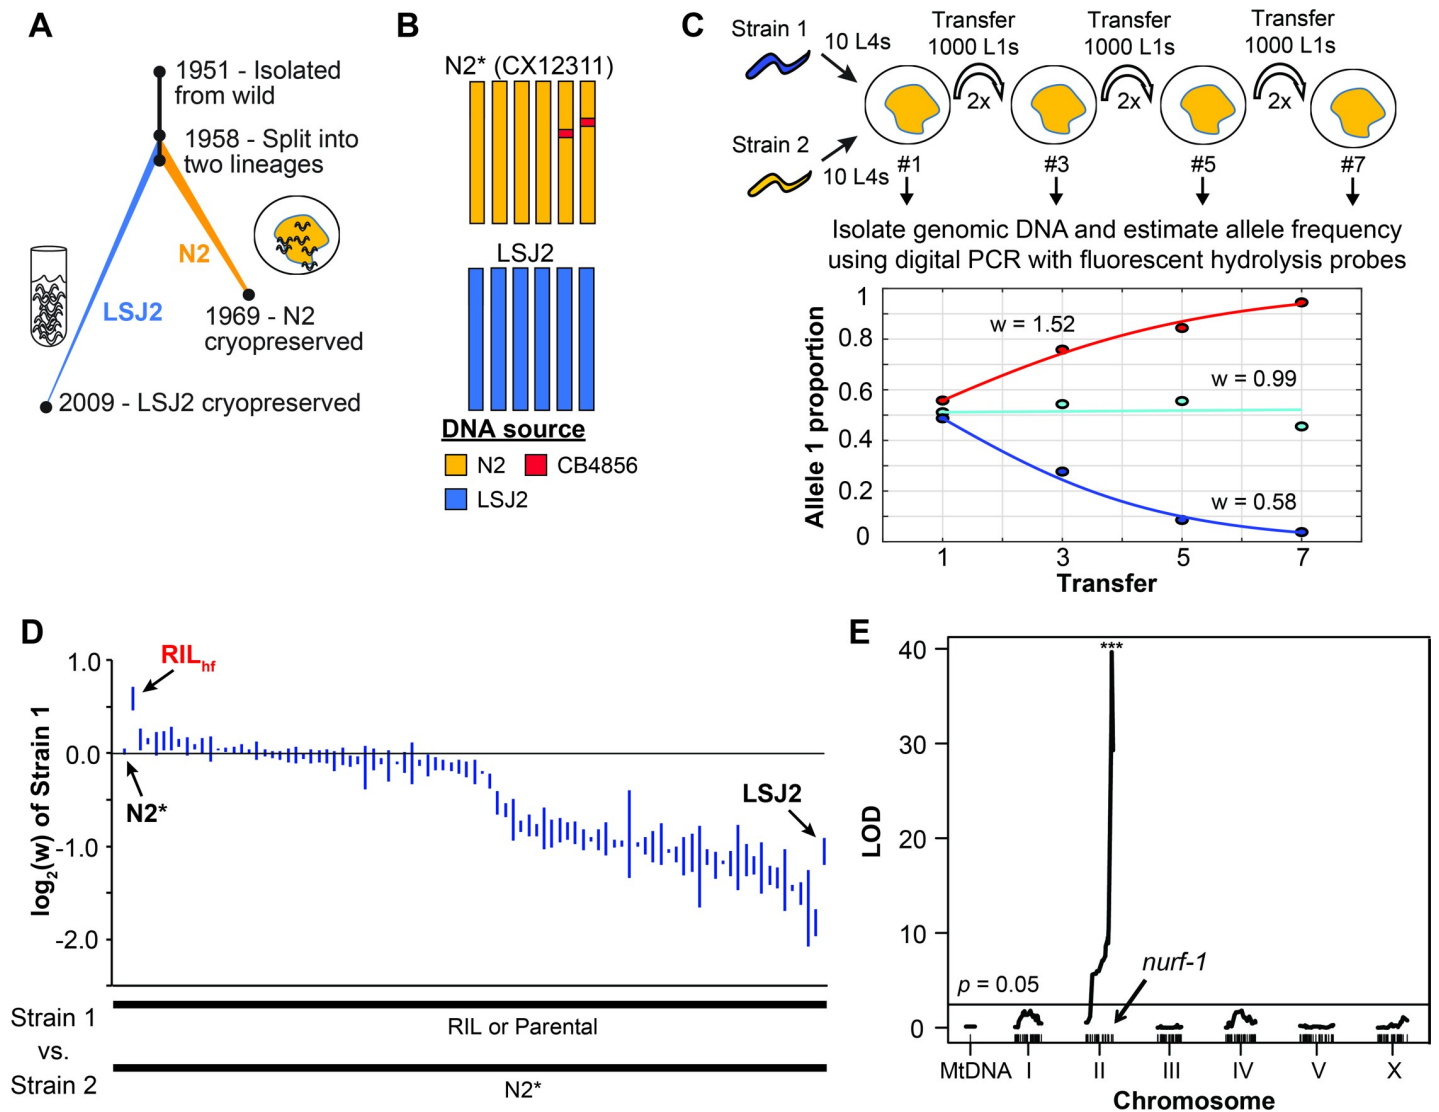 A
1951 - Isolated
from wild
1958 - Split into
two lineages
N2
LSJ2
1969 - N2
cryopreserved
2009 - LSJ2 cryopreserved
B
N2* (CX12311)
LSJ2
DNA source
N2
CB4856
LSJ2
C
Strain 1
10 L4s
Strain 2
10 L4s
Transfer
1000 L1s
2x
Transfer
1000 L1s
2x
Transfer
1000 L1s
2x
#1
#3
#5
#7
Isolate genomic DNA and estimate allele frequency
using digital PCR with fluorescent hydrolysis probes
Allele 1 proportion
1
0.8
0.6
0.4
0.2
0
w = 1.52
w = 0.99
w = 0.58
1
3
5
7
Transfer
D
log2(w) of Strain 1
1.0
0.0
-1.0
-2.0
RILhf
N2*
LSJ2
Strain 1
vs.
Strain 2
RIL or Parental
N2*
E
LOD
40
30
20
10
0
***
nurf-1
p = 0.05
MtDNA
I
II
III
IV
V
X
Chromosome